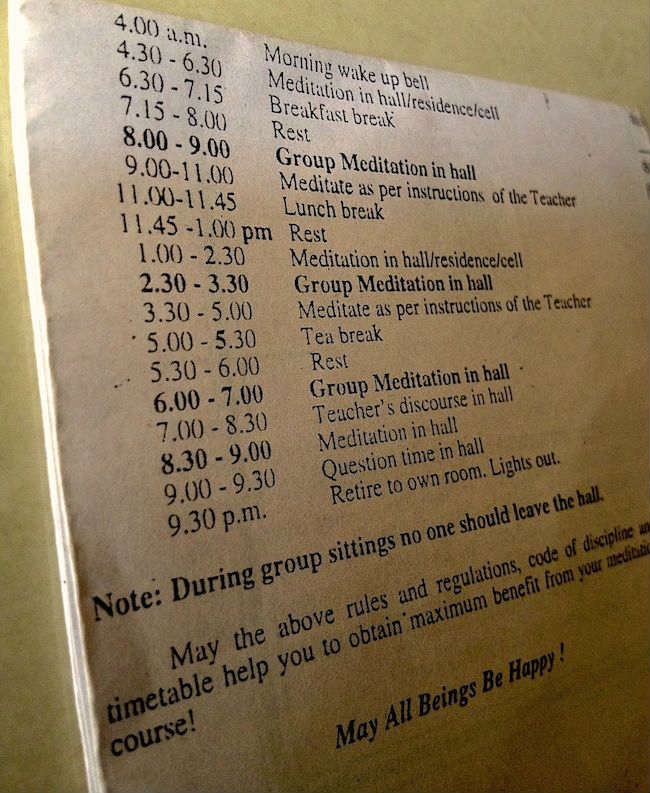 4.00 a.m. Morning wake up bell
4.30 - 6.30 Meditation in hall/residence/cell
6.30 - 7.15 Breakfast break
7.15 - 8.00 Rest
8.00 - 9.00 Group Meditation in hall
9.00-11.00 Meditate as per instructions of the Teacher
11.00-11.45 Lunch break
11.45 -1.00 pm Rest
1.00 - 2.30 Meditation in hall/residence/cell
2.30 - 3.30 Group Meditation in hall
3.30 - 5.00 Meditate as per instructions of the Teacher
5.00 - 5.30 Tea break
5.30 - 6.00 Rest
6.00 - 7.00 Group Meditation in hall
7.00 - 8.30 Teacher's discourse in hall
8.30 - 9.00 Meditation in hall
9.00 - 9.30 Question time in hall
9.30 p.m. Retire to own room. Lights out.
Note: During group sittings no one should leave the hall.
May the above rules and regulations, code of discipline
timetable help you to obtain maximum benefit from your
course!
May All Beings Be Happy!